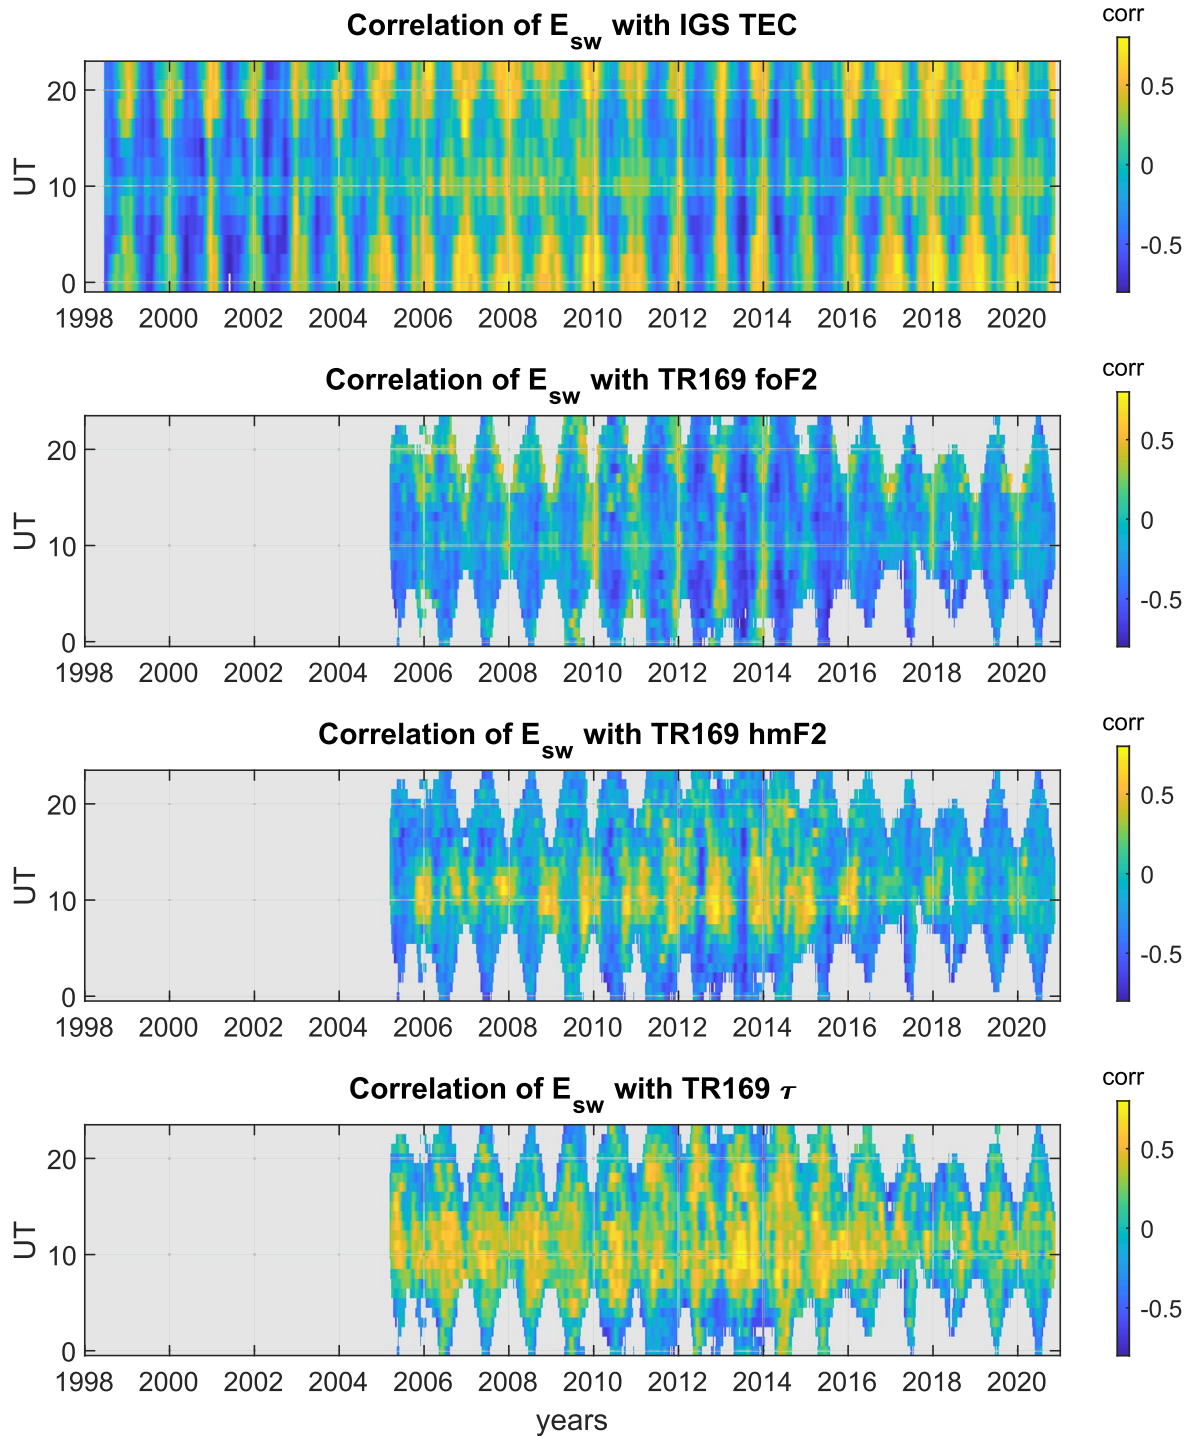 Correlation of E_sw with IGS TEC
corr
UT
20
10
0
0.5
0
-0.5
1998 2000 2002 2004 2006 2008 2010 2012 2014 2016 2018 2020
Correlation of E_sw with TR169 foF2
corr
UT
20
10
0
0.5
0
-0.5
1998 2000 2002 2004 2006 2008 2010 2012 2014 2016 2018 2020
Correlation of E_sw with TR169 hmF2
corr
UT
20
10
0
0.5
0
-0.5
1998 2000 2002 2004 2006 2008 2010 2012 2014 2016 2018 2020
Correlation of E_sw with TR169 τ
corr
UT
20
10
0
0.5
0
-0.5
1998 2000 2002 2004 2006 2008 2010 2012 2014 2016 2018 2020
years